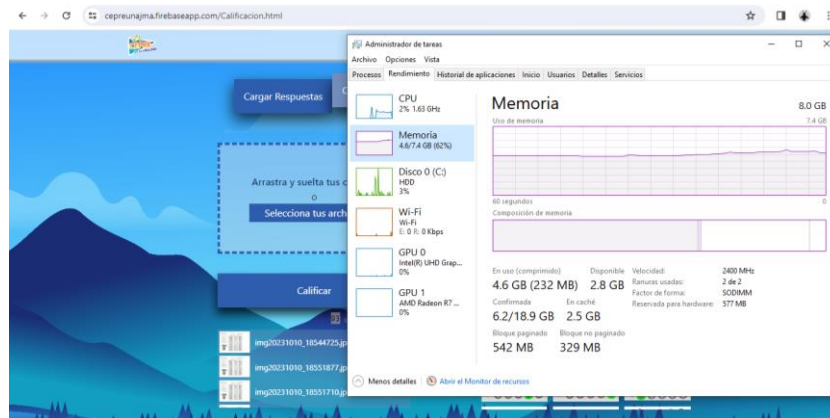 cepreunajma.firebaseapp.com/Calificacion.html
Cargar Respuestas
Arrastra y suelta tus
o
Selecciona tus arch
Calificar
img20231010_18544725.jp
img20231010_18551877.jp
img20231010_18551710.jp
Administrador de tareas
Archivo Opciones Vista
Procesos Rendimiento Historial de aplicaciones Inicio Usuarios Detalles Servicios
CPU
2% 1.63 GHz
Memoria
4.6/7.4 GB (62%)
Disco 0 (C:)
HDD
3%
Wi-Fi
Wi-Fi
E: 0 R: 0 Kbps
GPU 0
Intel(R) UHD Grap...
0%
GPU 1
AMD Radeon R7 ...
0%
Memoria 8.0 GB
Uso de memoria 7.4 GB
60 segundos 0
Composición de memoria
En uso (comprimido) Disponible
4.6 GB (232 MB) 2.8 GB
Confirmada En caché
6.2/18.9 GB 2.5 GB
Bloque paginado Bloque no paginado
542 MB 329 MB
Velocidad: 2400 MHz
Ranuras usadas: 2 de 2
Factor de forma: SODIMM
Reservada para hardware: 577 MB
Menos detalles Abrir el Monitor de recursos